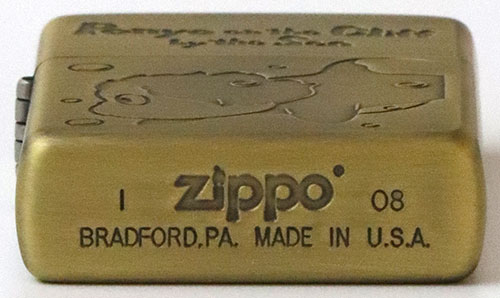 Ponyo on the Cliff
by the Sea
I zippo 08
BRADFORD, PA. MADE IN U.S.A.